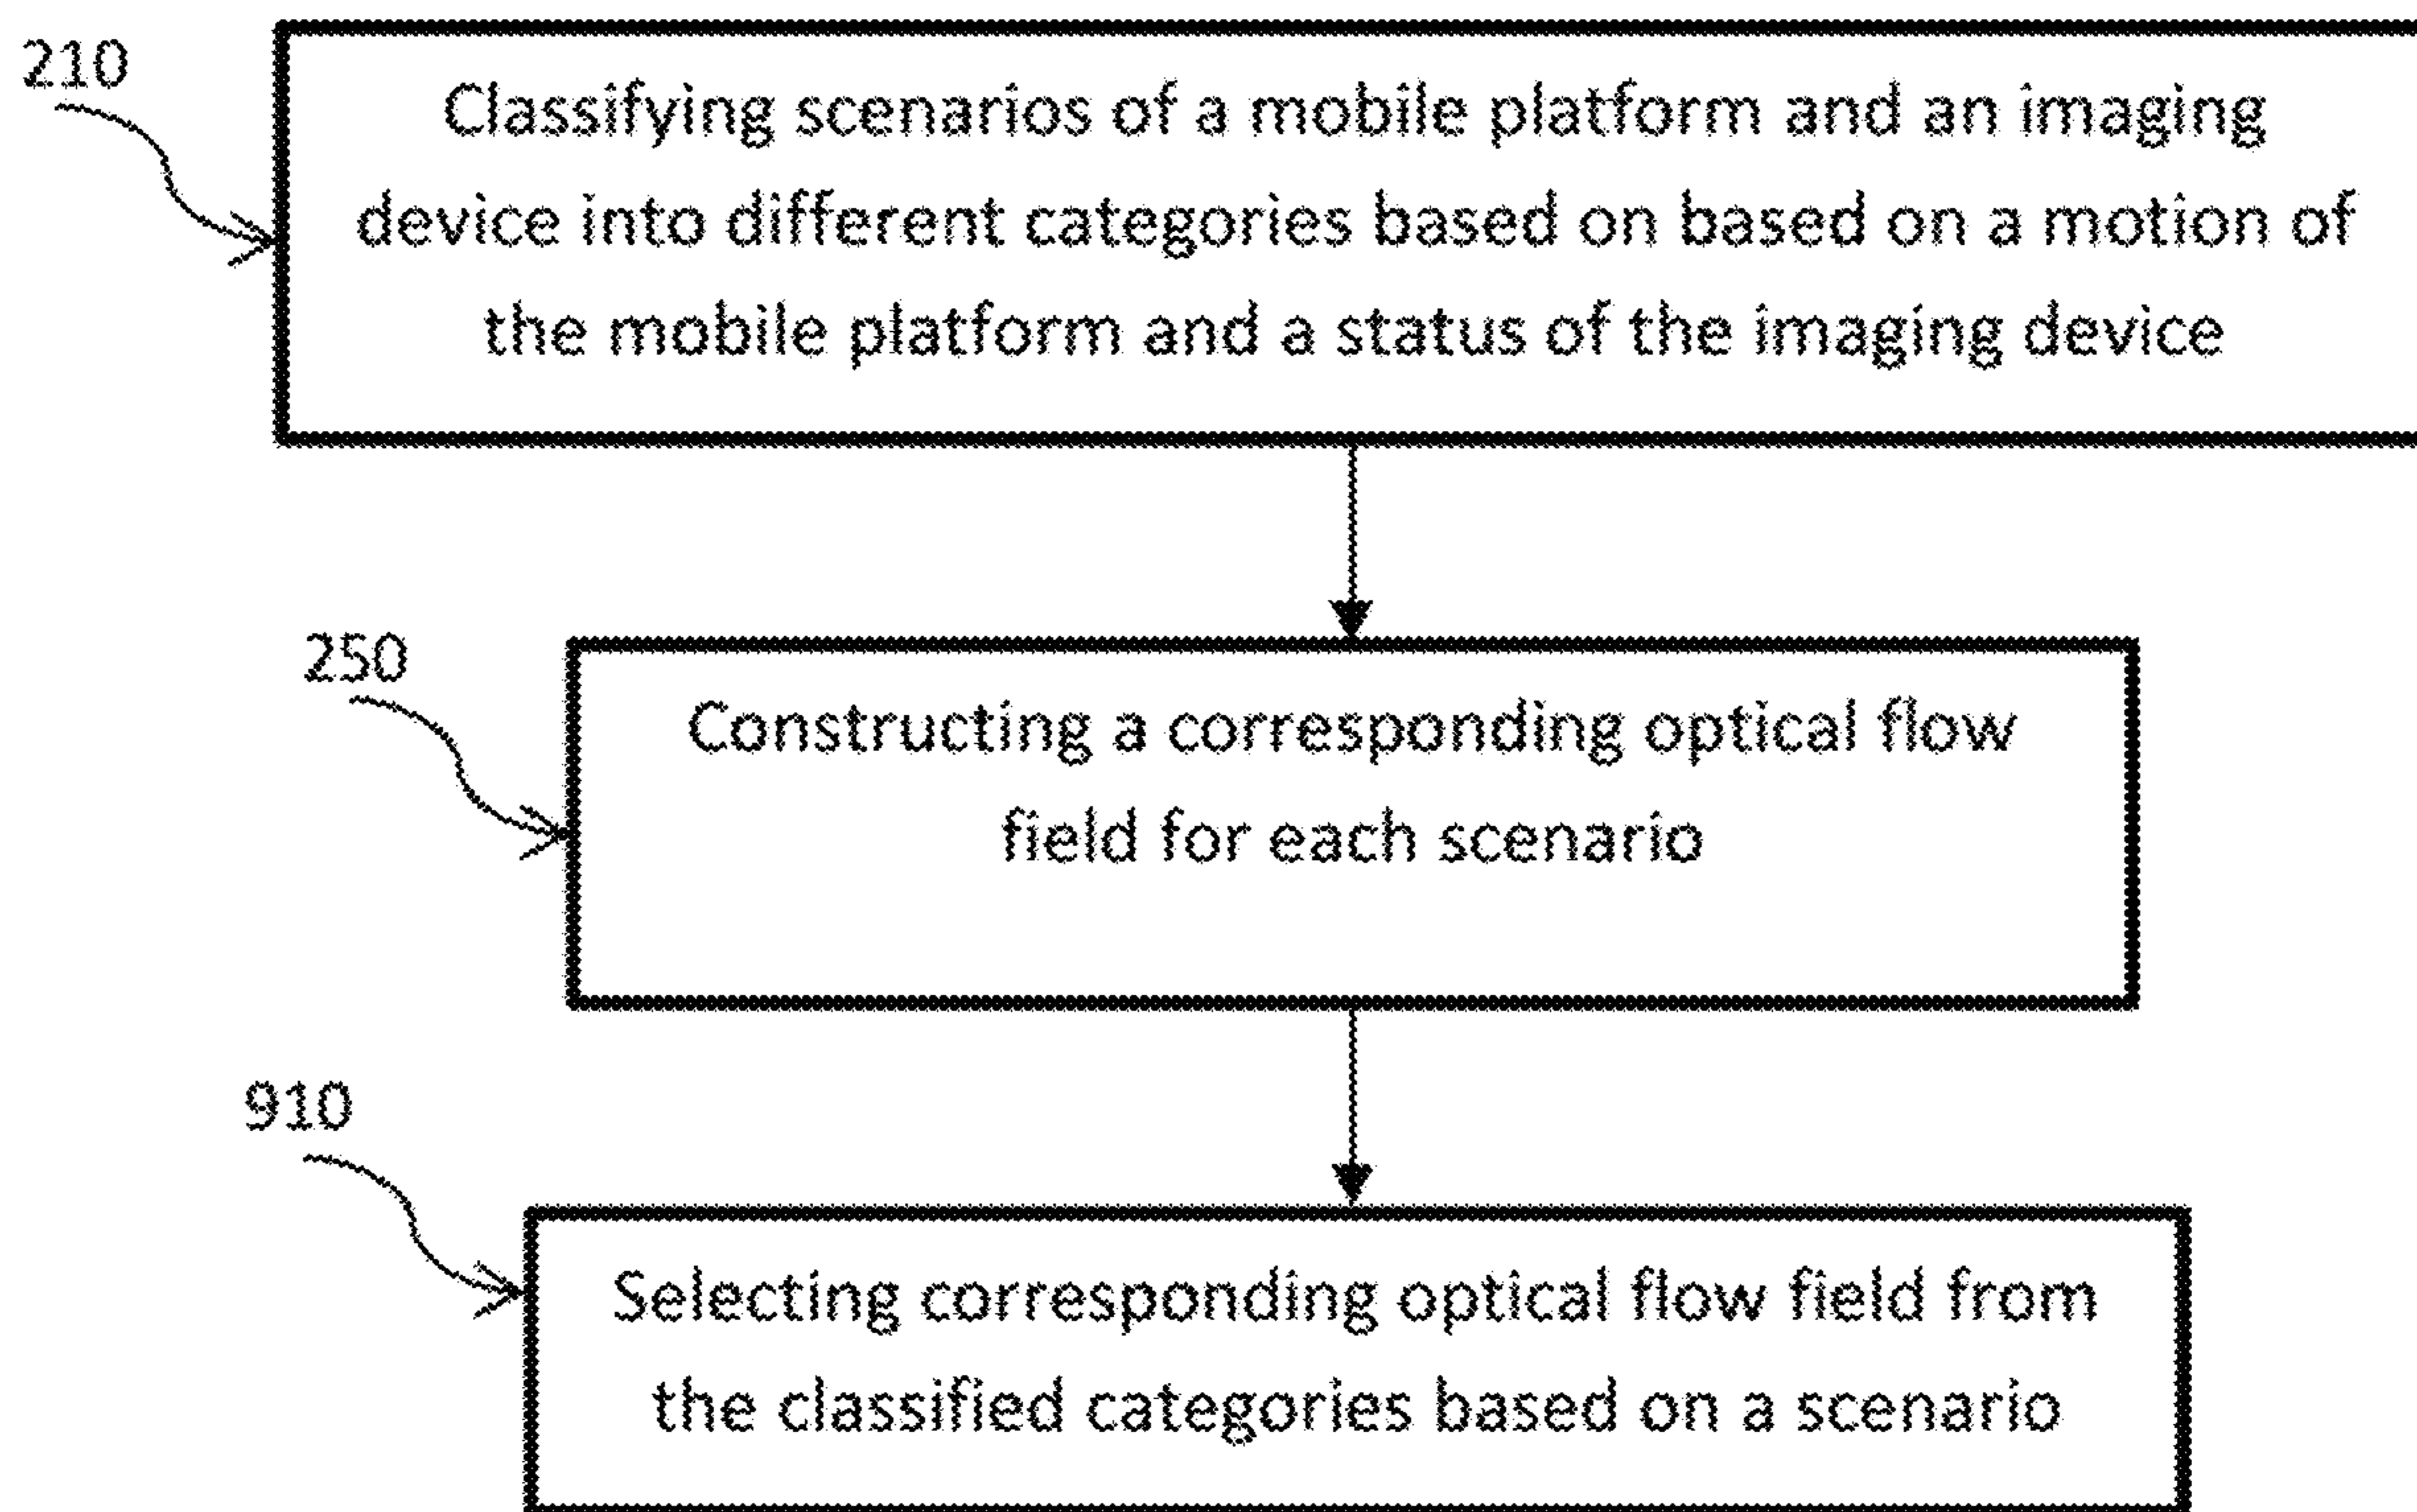 210
Classifying scenarios of a mobile platform and an imaging
device into different categories based on based on a motion of
the mobile platform and a status of the imaging device
250
Constructing a corresponding optical flow
field for each scenario
910
Selecting corresponding optical flow field from
the classified categories based on a scenario